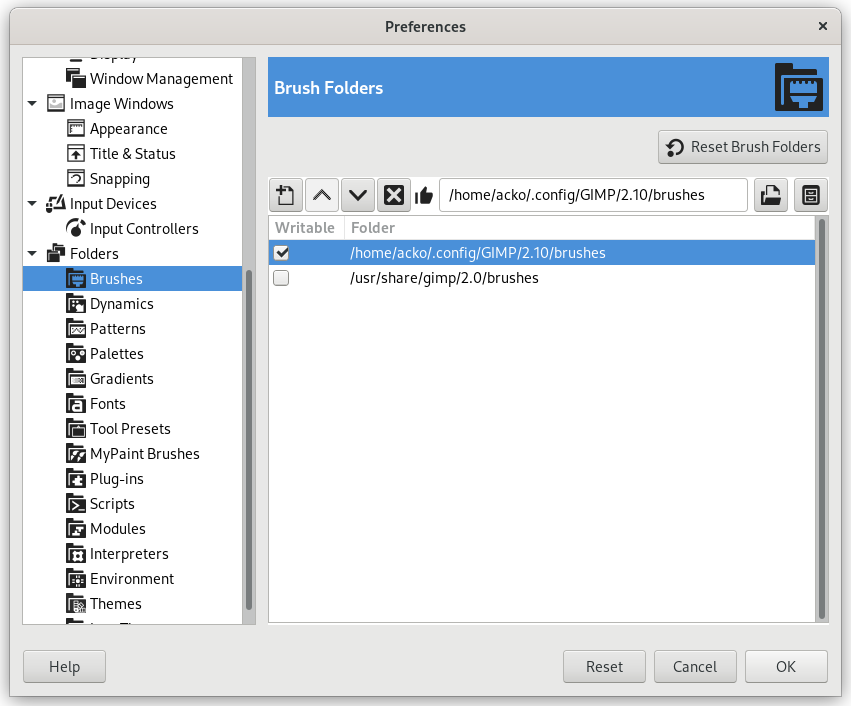 Preferences
Display
Window Management
Image Windows
Appearance
Title & Status
Snapping
Input Devices
Input Controllers
Folders
Brushes
Dynamics
Patterns
Palettes
Gradients
Fonts
Tool Presets
MyPaint Brushes
Plug-ins
Scripts
Modules
Interpreters
Environment
Themes
Brush Folders
Reset Brush Folders
/home/acko/.config/GIMP/2.10/brushes
Writable Folder
/home/acko/.config/GIMP/2.10/brushes
/usr/share/gimp/2.0/brushes
Help
Reset
Cancel
OK